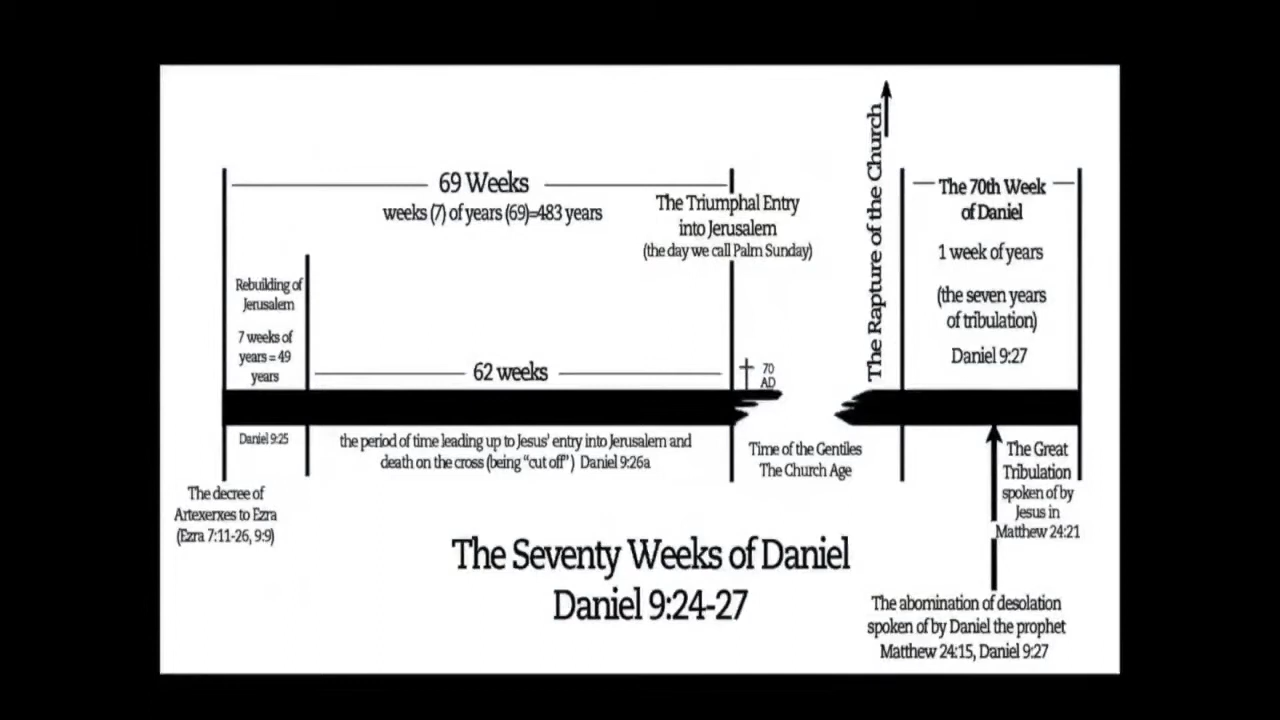 The Rapture of the Church
69 Weeks
weeks (7) of years (69)=483 years
The Triumphal Entry
into Jerusalem
(the day we call Palm Sunday)
The 70th Week
of Daniel
1 week of years
(the seven years
of tribulation)
Daniel 9:27
Rebuilding of
Jerusalem
7 weeks of
years = 49
years
62 weeks
70
AD
Daniel 9:25
the period of time leading up to Jesus' entry into Jerusalem and
death on the cross (being "cut off") Daniel 9:26a
Time of the Gentiles
The Church Age
The Great
Tribulation
spoken of by
Jesus in
Matthew 24:21
The decree of
Artexerxes to Ezra
(Ezra 7:11-26, 9:9)
The Seventy Weeks of Daniel
Daniel 9:24-27
The abomination of desolation
spoken of by Daniel the prophet
Matthew 24:15, Daniel 9:27